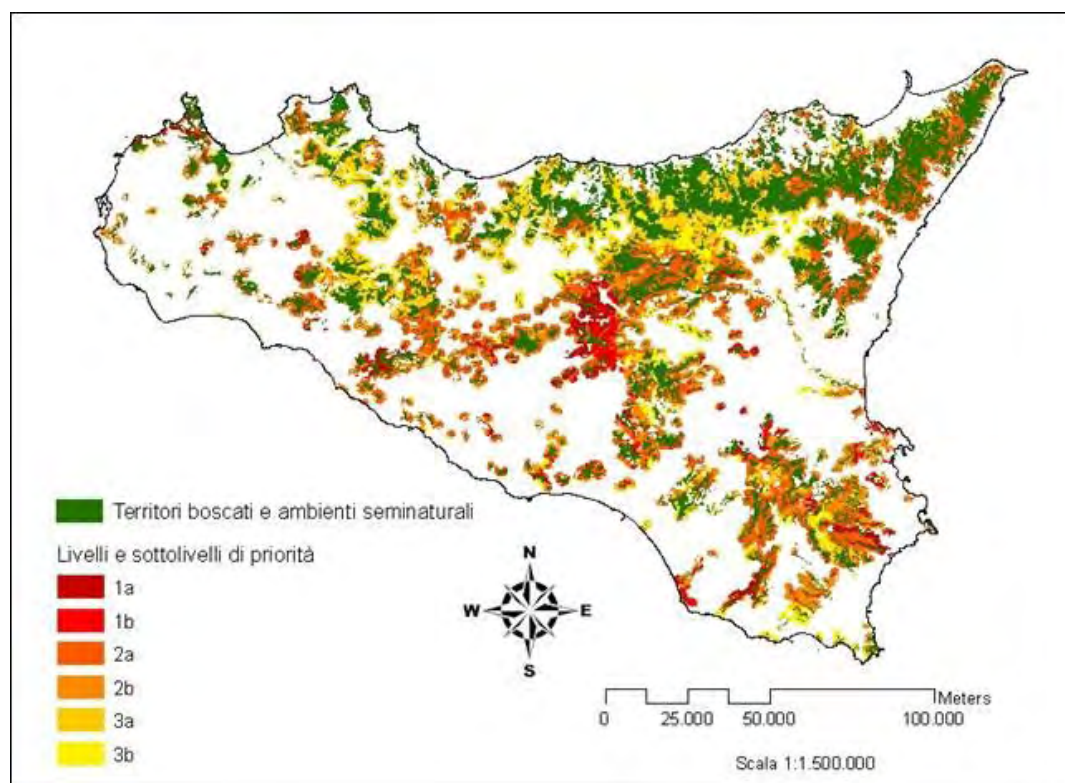 Territori boscati e ambienti seminaturali
Livelli e sottolivelli di priorità
1a
1b
2a
2b
3a
3b
N
W E
S
Meters
0 25.000 50.000 100.000
Scala 1:1.500.000